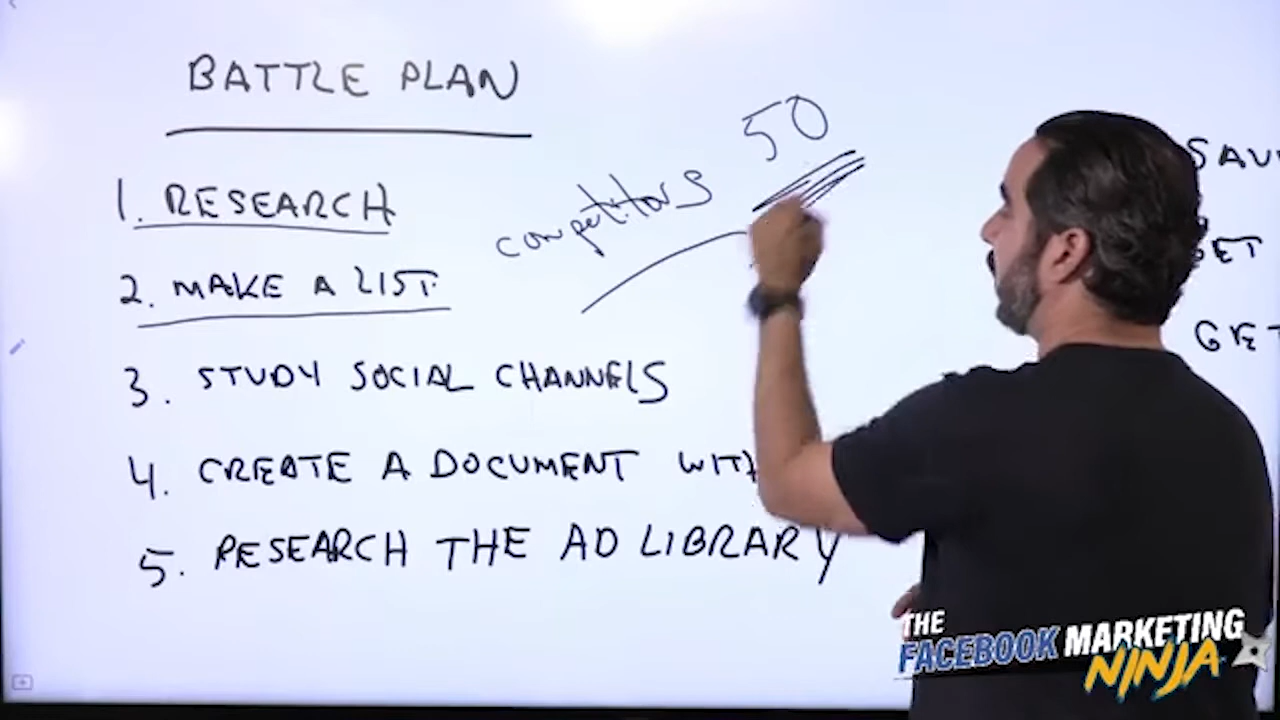 BATTLE PLAN
50
competitors
1. RESEARCH
2. MAKE A LIST
3. STUDY SOCIAL CHANNELS
4. CREATE A DOCUMENT WITH
5. RESEARCH THE AD LIBRARY
GET
THE
FACEBOOK MARKETING
NINJA